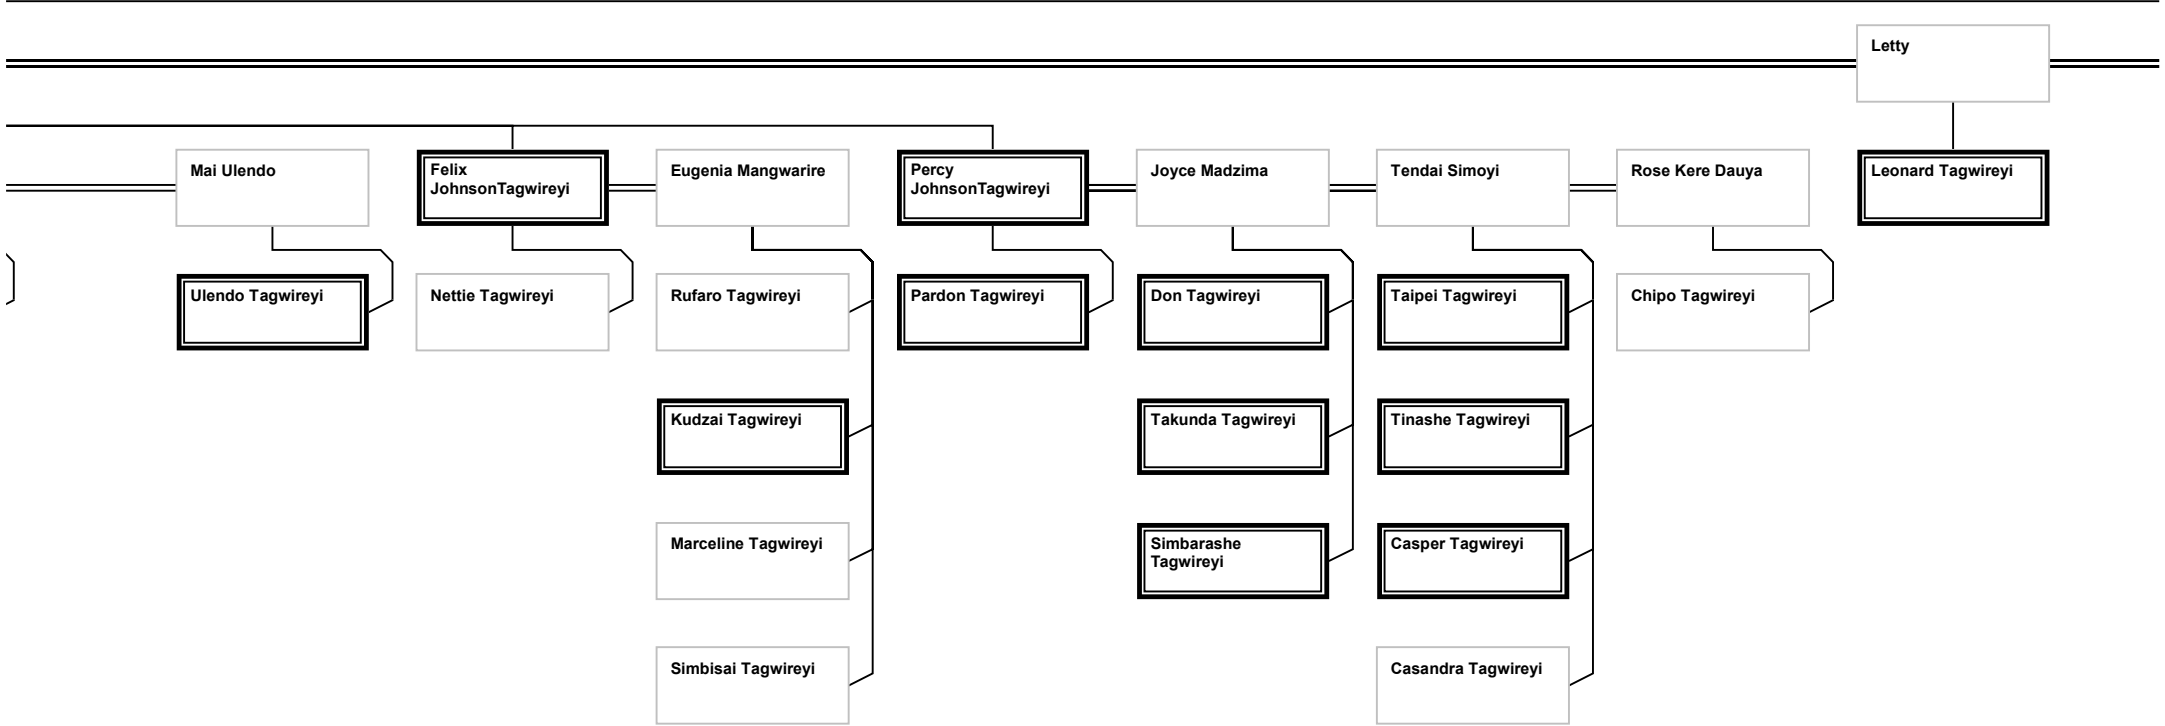 Letty
Mai Ulendo
Felix
JohnsonTagwireyi
Eugenia Mangwarire
Percy
JohnsonTagwireyi
Joyce Madzima
Tendai Simoyi
Rose Kere Dauya
Leonard Tagwireyi
Ulendo Tagwireyi
Nettie Tagwireyi
Rufaro Tagwireyi
Pardon Tagwireyi
Don Tagwireyi
Taipei Tagwireyi
Chipo Tagwireyi
Kudzai Tagwireyi
Takunda Tagwireyi
Tinashe Tagwireyi
Marceline Tagwireyi
Simbarashe
Tagwireyi
Casper Tagwireyi
Simbisai Tagwireyi
Casandra Tagwireyi